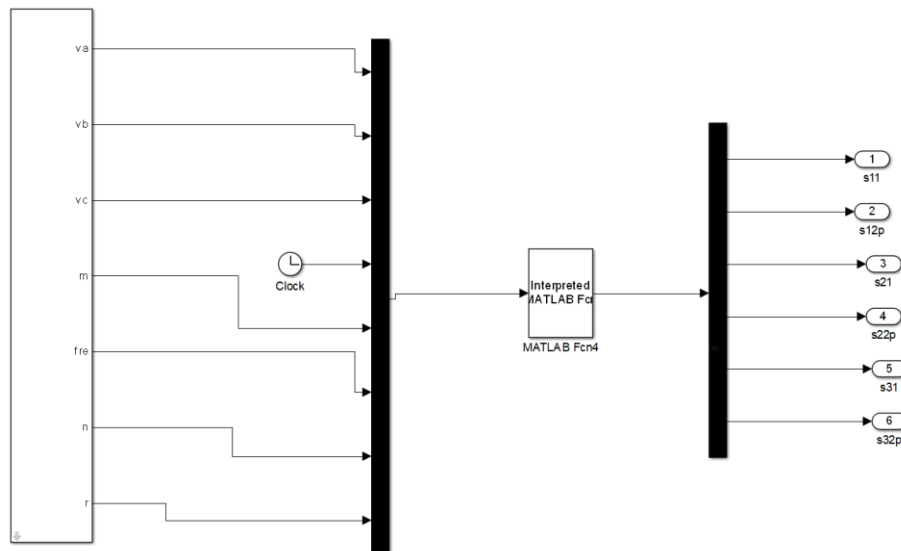 va
vb
vc
Clock
m
fre
n
r
Interpreted
MATLAB Fcn
MATLAB Fcn4
1
s11
2
s12p
3
s21
4
s22p
5
s31
6
s32p